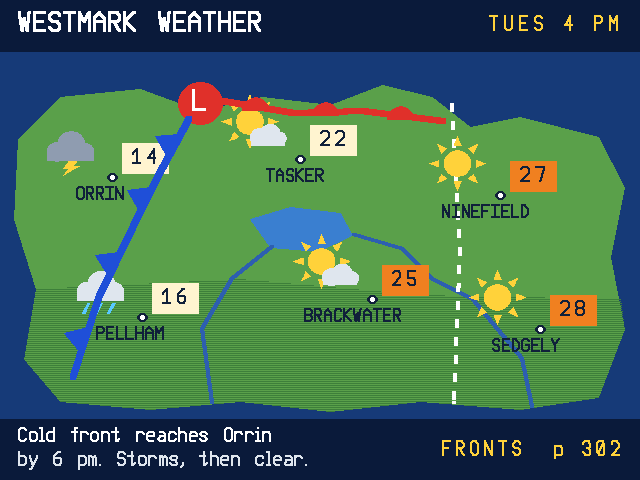 WESTMARK WEATHER
TUES 4 PM
L
22
TASKER
14
ORRIN
27
NINEFIELD
25
BRACKWATER
16
PELLHAM
28
SEDGELY
Cold front reaches Orrin
by 6 pm. Storms, then clear.
FRONTS p 302